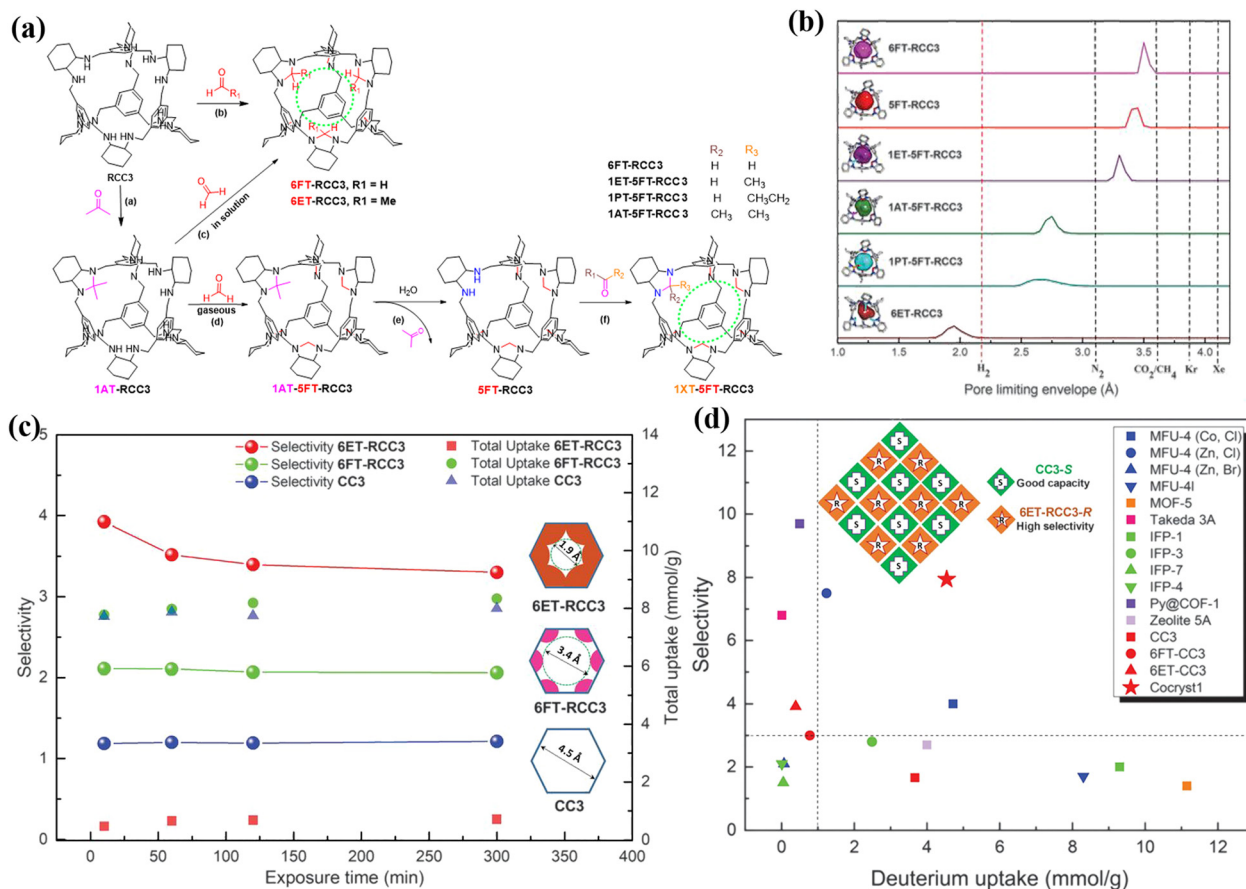 (a)
O
R1
(b)
RCC3
6FT-RCC3, R1 = H
6ET-RCC3, R1 = Me
(a)
O
O
H H
(c)
in solution
R2 R3
6FT-RCC3 H H
1ET-5FT-RCC3 H CH3
1PT-5FT-RCC3 H CH3CH2
1AT-5FT-RCC3 CH3 CH3
O
H H
gaseous
(d)
H2O
(e)
O
R1 R2
O
(f)
R3
R2
1AT-RCC3
1AT-5FT-RCC3
5FT-RCC3
1XT-5FT-RCC3
(b)
6FT-RCC3
5FT-RCC3
1ET-5FT-RCC3
1AT-5FT-RCC3
1PT-5FT-RCC3
6ET-RCC3
1.0 1.5 2.0 2.5 3.0 3.5 4.0
H2 N2 CO2/CH4 Kr Xe
Pore limiting envelope (Å)
(c)
Selectivity 6ET-RCC3
Selectivity 6FT-RCC3
Selectivity CC3
Total Uptake 6ET-RCC3
Total Uptake 6FT-RCC3
Total Uptake CC3
5
4
3
2
1
0
Selectivity
14
12
10
8
6
4
2
0
Total uptake (mmol/g)
1.9 Å
6ET-RCC3
3.4 Å
6FT-RCC3
4.5 Å
CC3
0 50 100 150 200 250 300 350 400
Exposure time (min)
(d)
12
10
8
6
4
2
0
Selectivity
S
R R
S S S
R R R R
S S S
R R
S
S
CC3-S
Good capacity
R
6ET-RCC3-R
High selectivity
MFU-4 (Co, Cl)
MFU-4 (Zn, Cl)
MFU-4 (Zn, Br)
MFU-4l
MOF-5
Takeda 3A
IFP-1
IFP-3
IFP-7
IFP-4
Py@COF-1
Zeolite 5A
CC3
6FT-CC3
6ET-CC3
Cocryst1
0 2 4 6 8 10 12
Deuterium uptake (mmol/g)